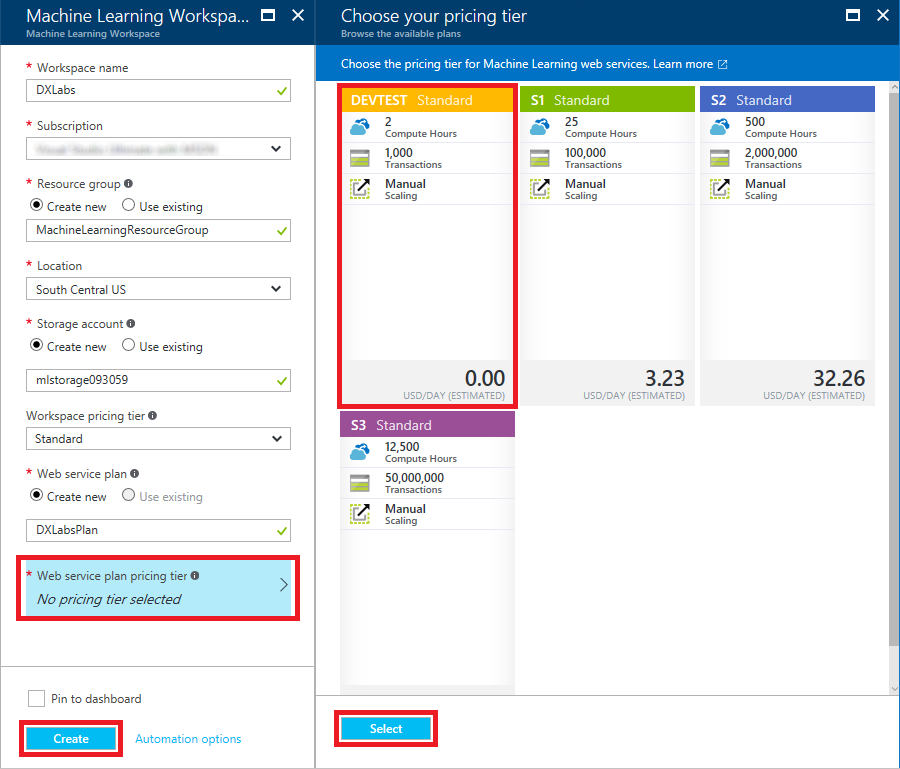 Machine Learning Workspa...
Machine Learning Workspace
* Workspace name
DXLabs
* Subscription
* Resource group
Create new Use existing
MachineLearningResourceGroup
* Location
South Central US
* Storage account
Create new Use existing
mlstorage093059
Workspace pricing tier
Standard
* Web service plan
Create new Use existing
DXLabsPlan
* Web service plan pricing tier
No pricing tier selected
Pin to dashboard
Create Automation options
Choose your pricing tier
Browse the available plans
Choose the pricing tier for Machine Learning web services. Learn more
DEVTEST Standard
2
Compute Hours
1,000
Transactions
Manual
Scaling
0.00
USD/DAY (ESTIMATED)
S1 Standard
25
Compute Hours
100,000
Transactions
Manual
Scaling
3.23
USD/DAY (ESTIMATED)
S2 Standard
500
Compute Hours
2,000,000
Transactions
Manual
Scaling
32.26
USD/DAY (ESTIMATED)
S3 Standard
12,500
Compute Hours
50,000,000
Transactions
Manual
Scaling
Select